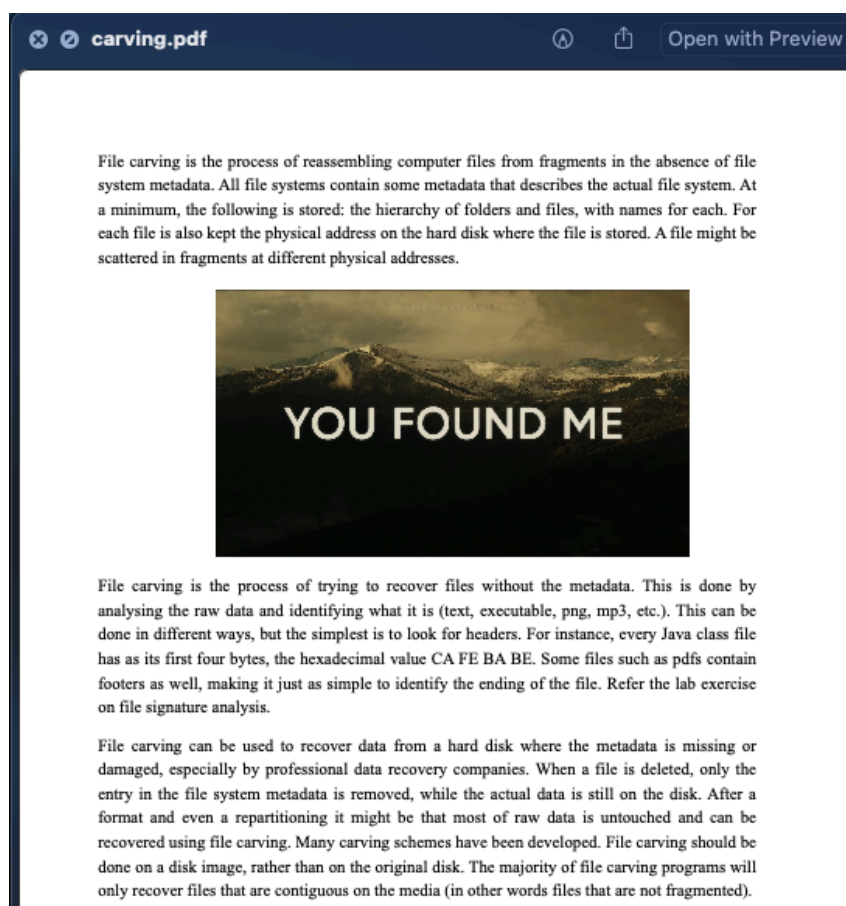 carving.pdf Open with Preview
File carving is the process of reassembling computer files from fragments in the absence of file
system metadata. All file systems contain some metadata that describes the actual file system. At
a minimum, the following is stored: the hierarchy of folders and files, with names for each. For
each file is also kept the physical address on the hard disk where the file is stored. A file might be
scattered in fragments at different physical addresses.
YOU FOUND ME
File carving is the process of trying to recover files without the metadata. This is done by
analysing the raw data and identifying what it is (text, executable, png, mp3, etc.). This can be
done in different ways, but the simplest is to look for headers. For instance, every Java class file
has as its first four bytes, the hexadecimal value CA FE BA BE. Some files such as pdfs contain
footers as well, making it just as simple to identify the ending of the file. Refer the lab exercise
on file signature analysis.
File carving can be used to recover data from a hard disk where the metadata is missing or
damaged, especially by professional data recovery companies. When a file is deleted, only the
entry in the file system metadata is removed, while the actual data is still on the disk. After a
format and even a repartitioning it might be that most of raw data is untouched and can be
recovered using file carving. Many carving schemes have been developed. File carving should be
done on a disk image, rather than on the original disk. The majority of file carving programs will
only recover files that are contiguous on the media (in other words files that are not fragmented).